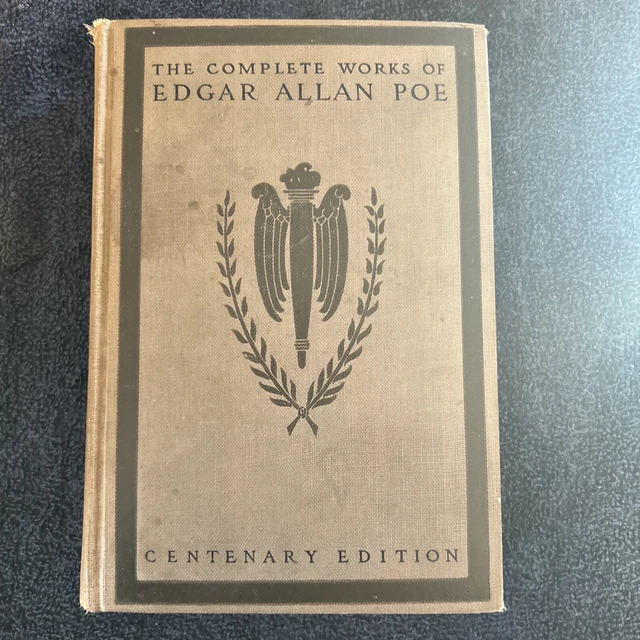 THE COMPLETE WORKS OF
EDGAR ALLAN POE
CENTENARY EDITION